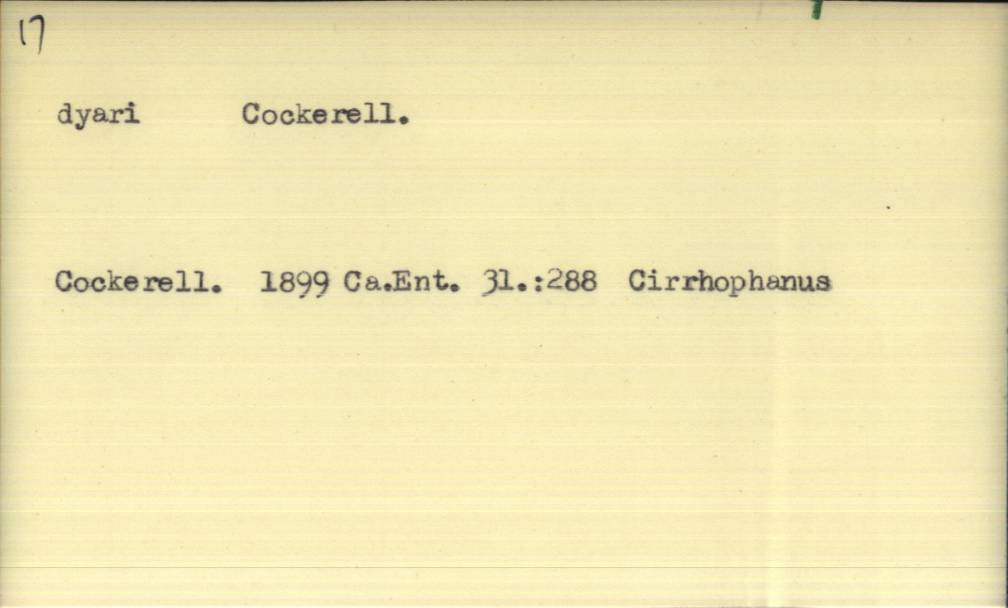 17
dyari Cockerell.
Cockerell. 1899 Ca.Ent. 31.:288 Cirrhophanus